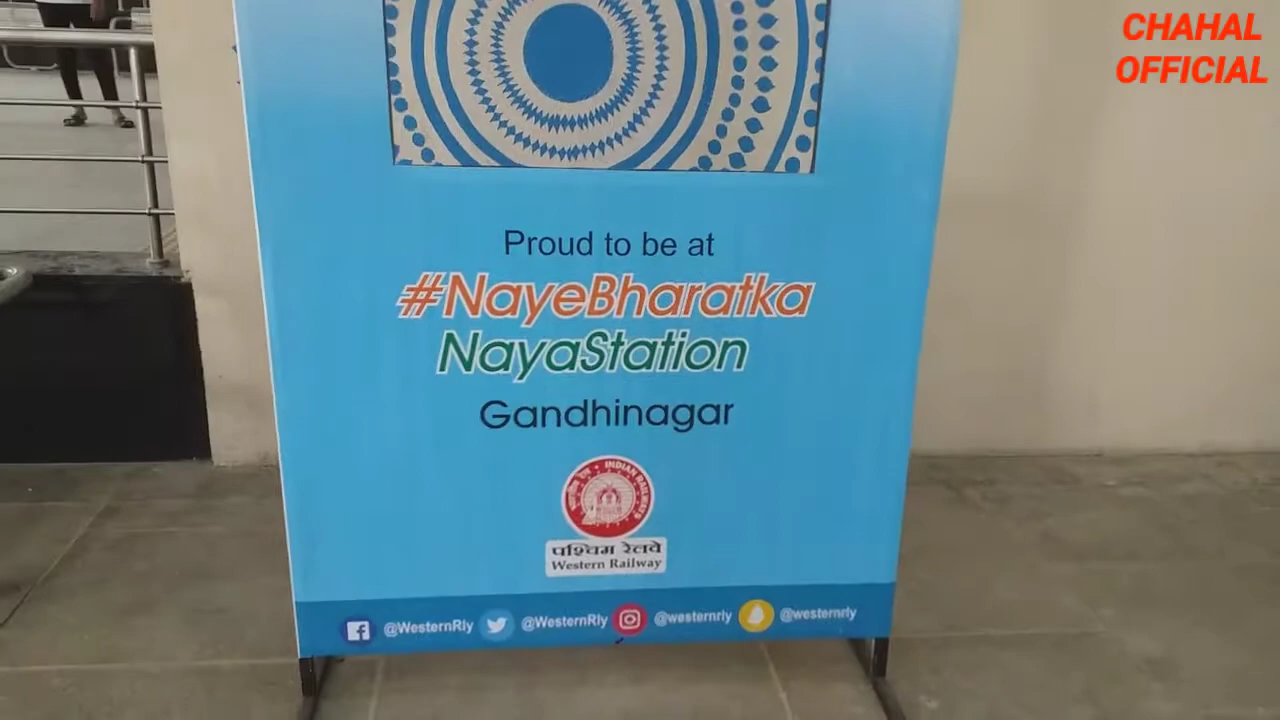 CHAHAL
OFFICIAL
Proud to be at
#NayeBharatka
NayaStation
Gandhinagar
भारतीय रेल • INDIAN RAILWAYS
पश्चिम रेलवे
Western Railway
@WesternRly @WesternRly @westernrly @westernrly